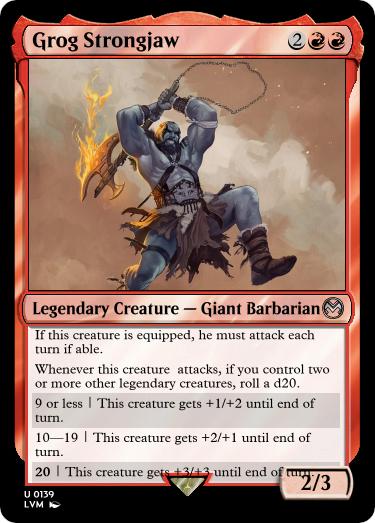 Grog Strongjaw 2
Legendary Creature — Giant Barbarian
If this creature is equipped, he must attack each
turn if able.
Whenever this creature  attacks, if you control two
or more other legendary creatures, roll a d20.
9 or less | This creature gets +1/+2 until end of
turn.
10—19 | This creature gets +2/+1 until end of
turn.
20 | This creature gets +3/+3 until end of turn.
2/3
U 0139
LVM